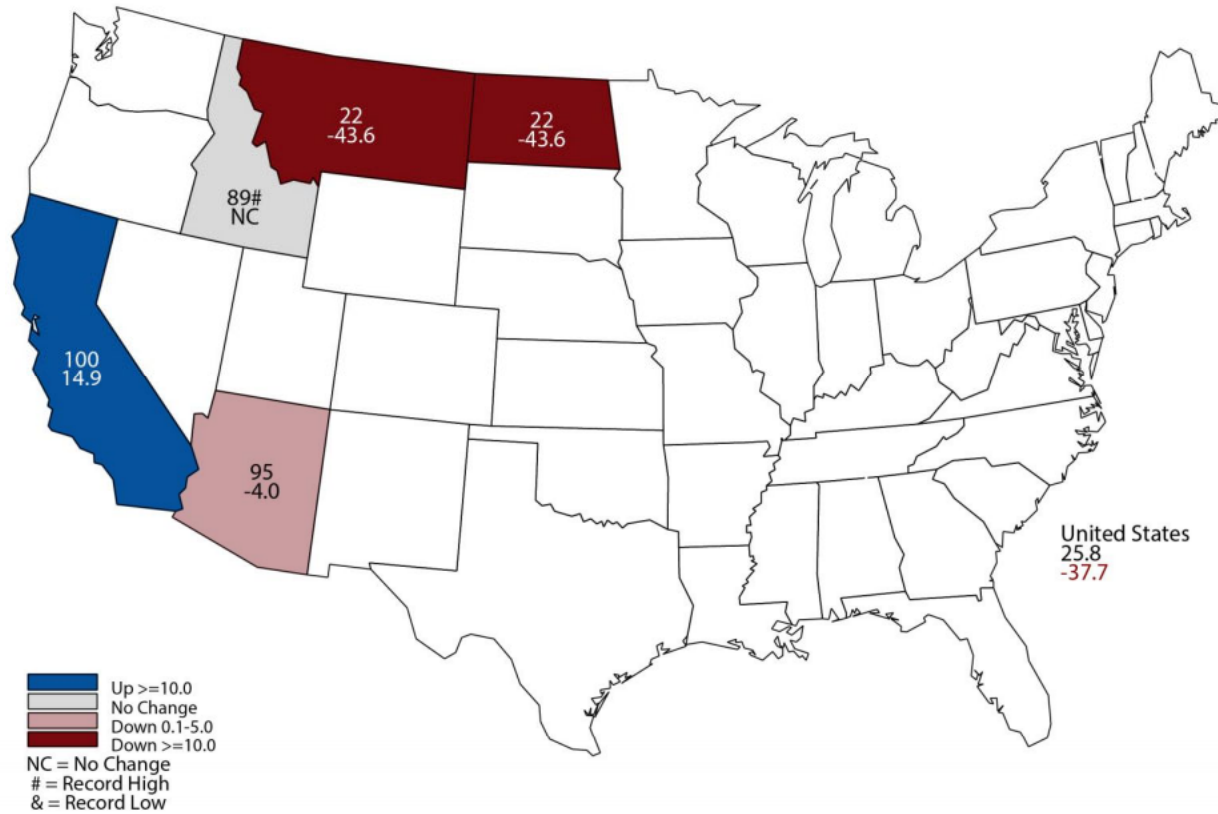 22
-43.6
22
-43.6
89#
NC
100
14.9
95
-4.0
United States
25.8
-37.7
Up >=10.0
No Change
Down 0.1-5.0
Down >=10.0
NC = No Change
# = Record High
& = Record Low